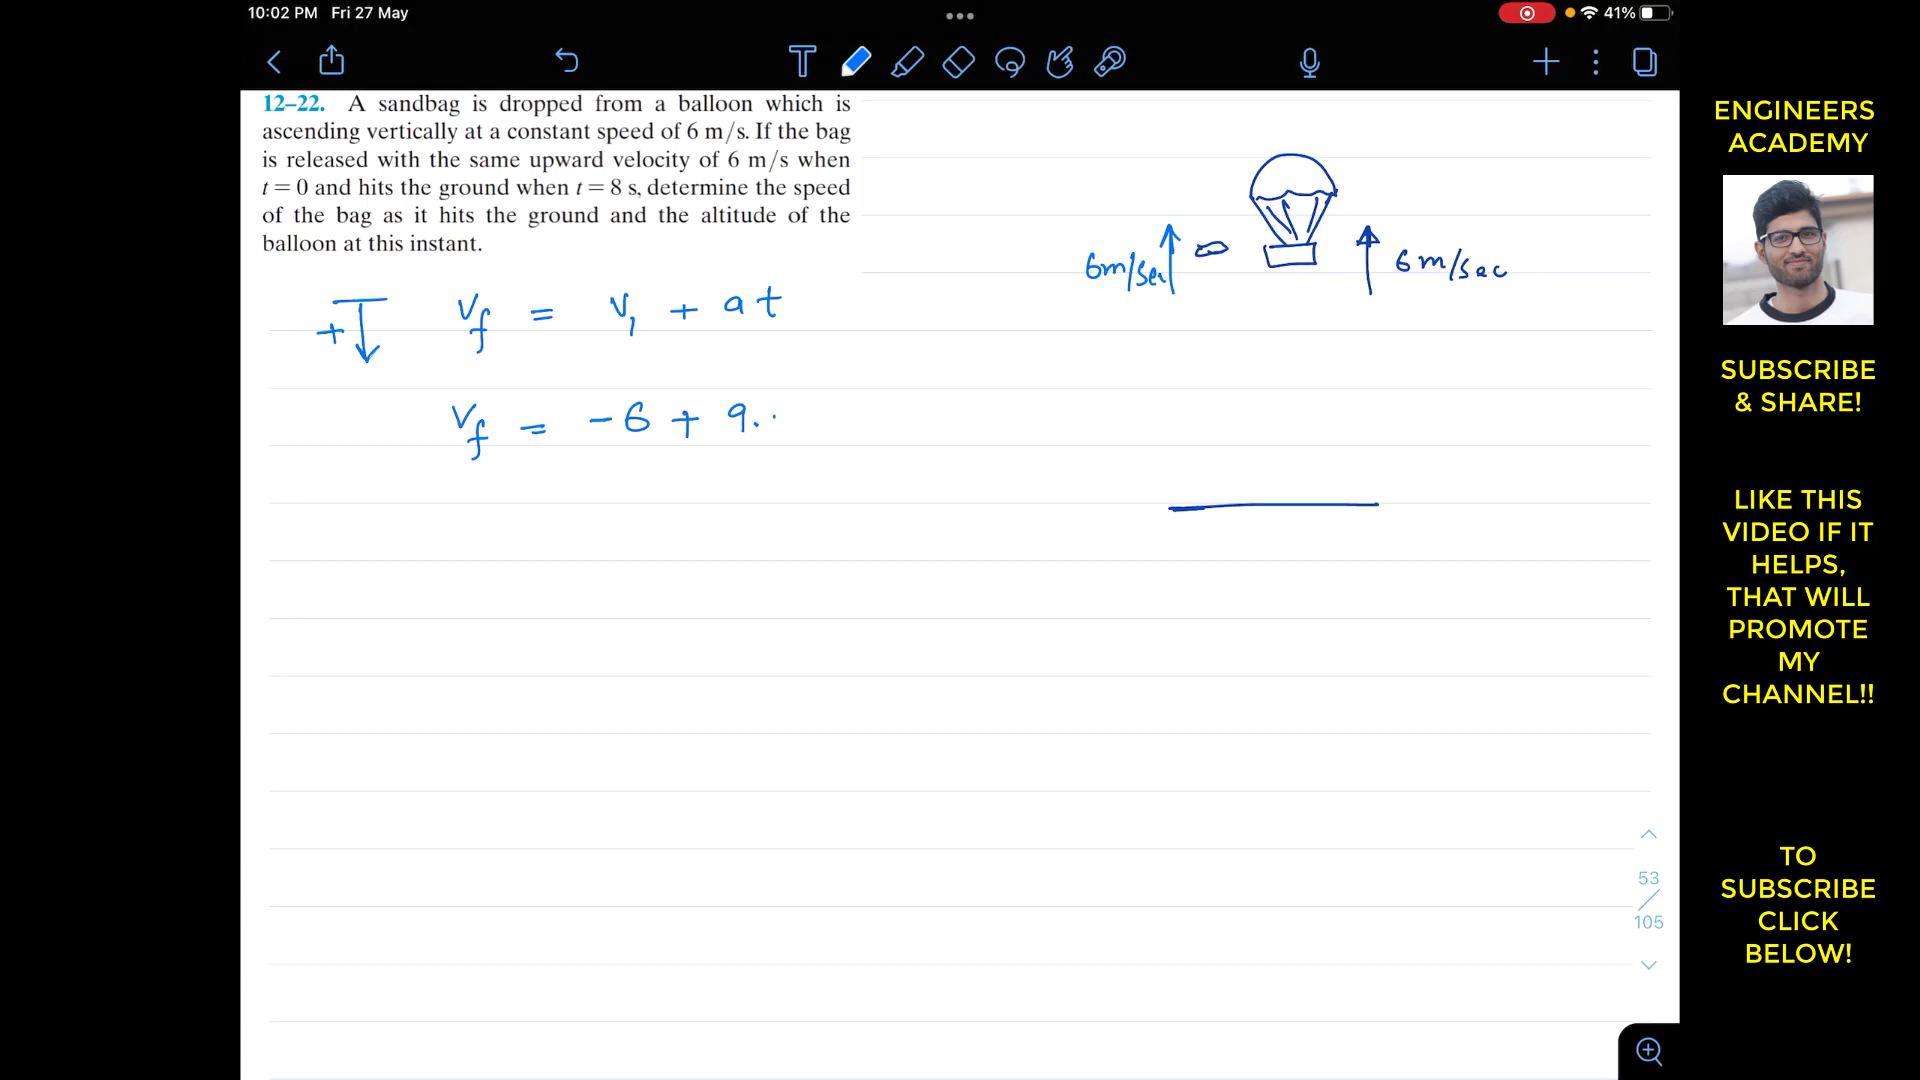 10:02 PM Fri 27 May
41%
12–22. A sandbag is dropped from a balloon which is
ascending vertically at a constant speed of 6 m/s. If the bag
is released with the same upward velocity of 6 m/s when
t = 0 and hits the ground when t = 8 s, determine the speed
of the bag as it hits the ground and the altitude of the
balloon at this instant.
6m/sec
6 m/sec
+ Vf = V1 + at
Vf = -6 + 9.
53
105
ENGINEERS
ACADEMY
SUBSCRIBE
& SHARE!
LIKE THIS
VIDEO IF IT
HELPS,
THAT WILL
PROMOTE
MY
CHANNEL!!
TO
SUBSCRIBE
CLICK
BELOW!